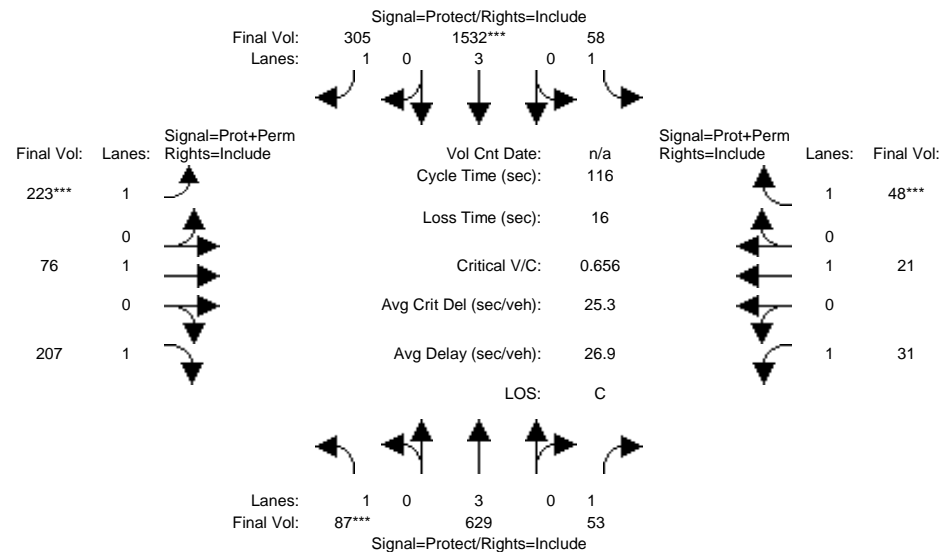 Signal=Protect/Rights=Include
Final Vol: 305 1532*** 58
Lanes: 1 0 3 0 1
Signal=Prot+Perm
Final Vol: Lanes: Rights=Include
Vol Cnt Date: n/a
Signal=Prot+Perm
Rights=Include Lanes: Final Vol:
Cycle Time (sec): 116
223*** 1
1 48***
Loss Time (sec): 16
0
0
76 1
Critical V/C: 0.656
1 21
0
Avg Crit Del (sec/veh): 25.3
0
207 1
Avg Delay (sec/veh): 26.9
1 31
LOS: C
Lanes: 1 0 3 0 1
Final Vol: 87*** 629 53
Signal=Protect/Rights=Include